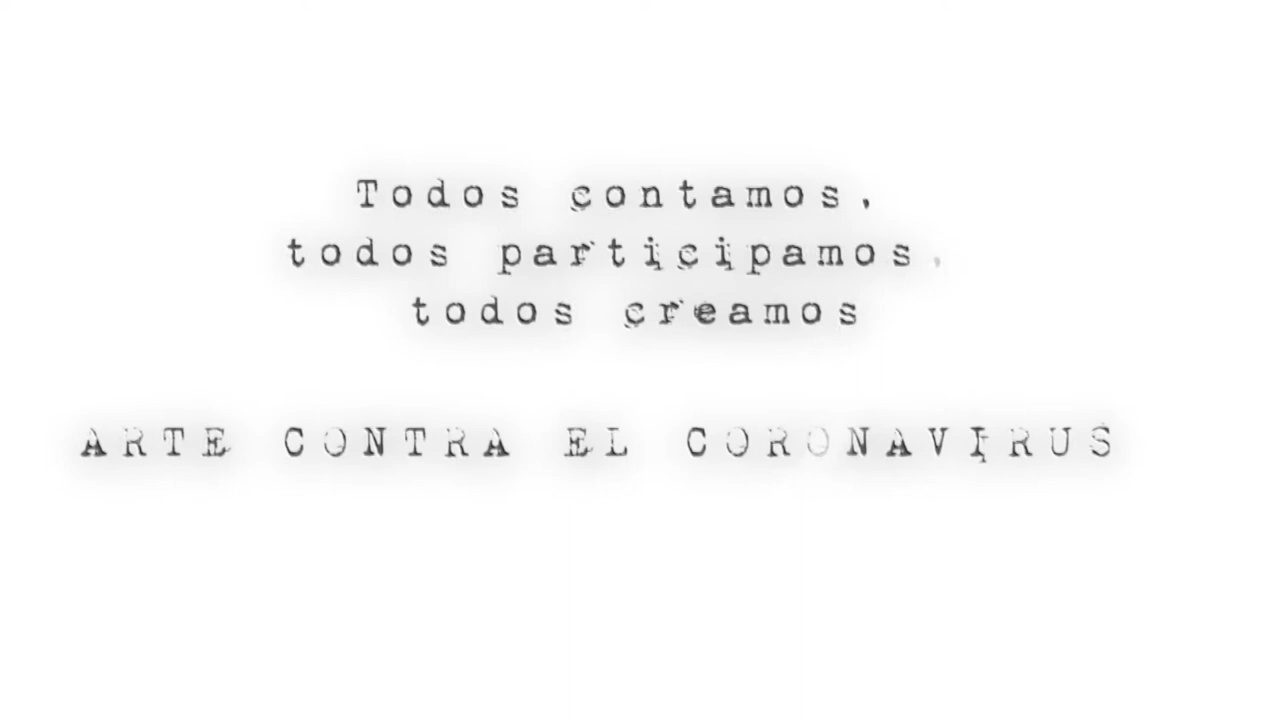 Todos contamos,
todos participamos,
todos creamos
ARTE CONTRA EL CORONAVIRUS